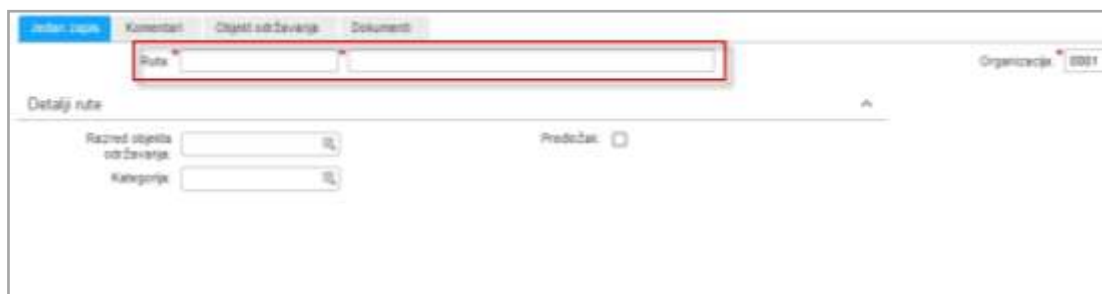 Jedan zapis Komentari Objekt održavanja Dokumenti
Ruta: * * Organizacija: * 0001
Detalji rute
Razred objekta održavanja: Predložak:
Kategorija: